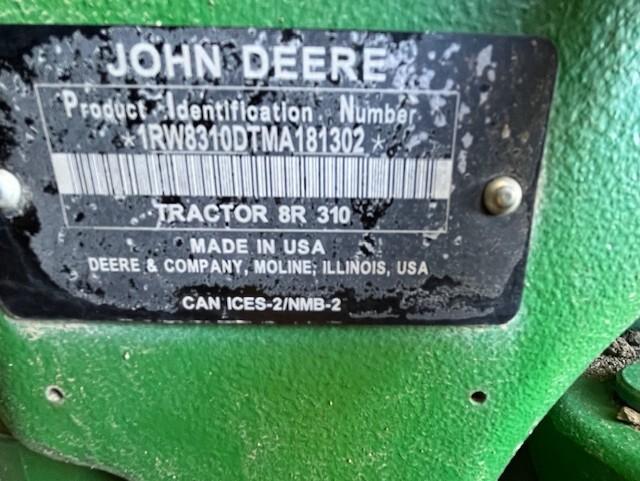 JOHN DEERE
Product Identification Number
*1RW8310DTMA181302*
TRACTOR 8R 310
MADE IN USA
DEERE & COMPANY, MOLINE, ILLINOIS, USA
CAN ICES-2/NMB-2